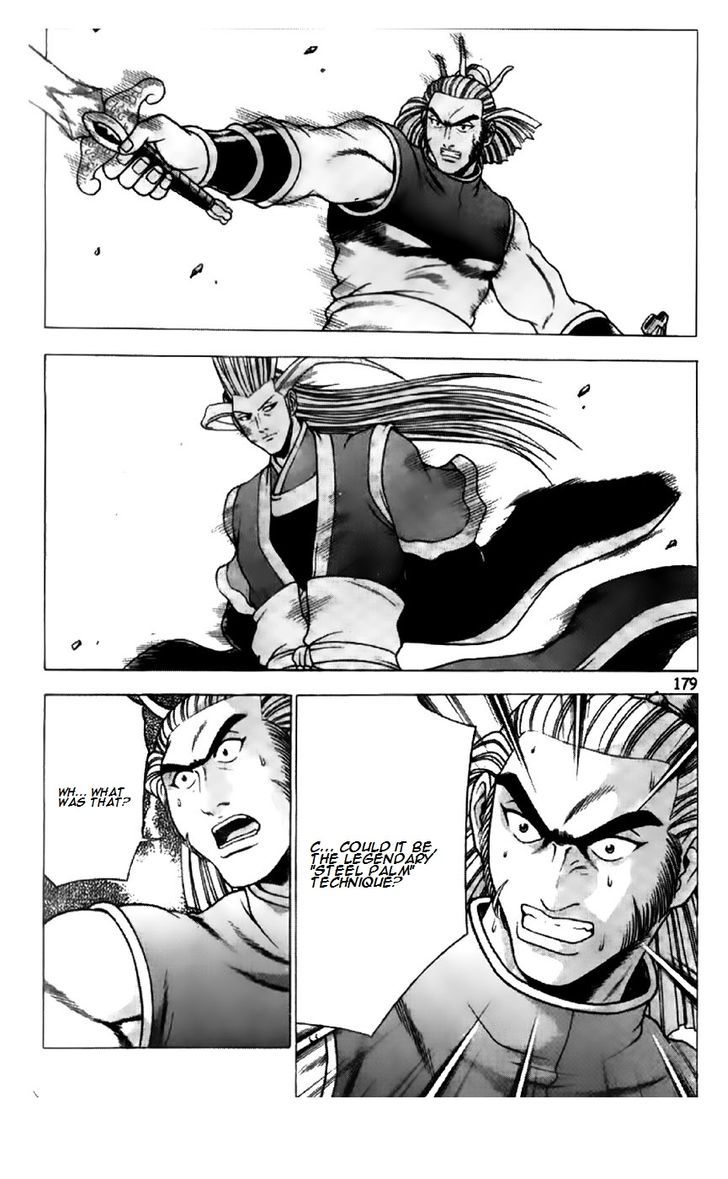 179
WH... WHAT
WAS THAT?
C... COULD IT BE,
THE LEGENDARY
"STEEL PALM"
TECHNIQUE?